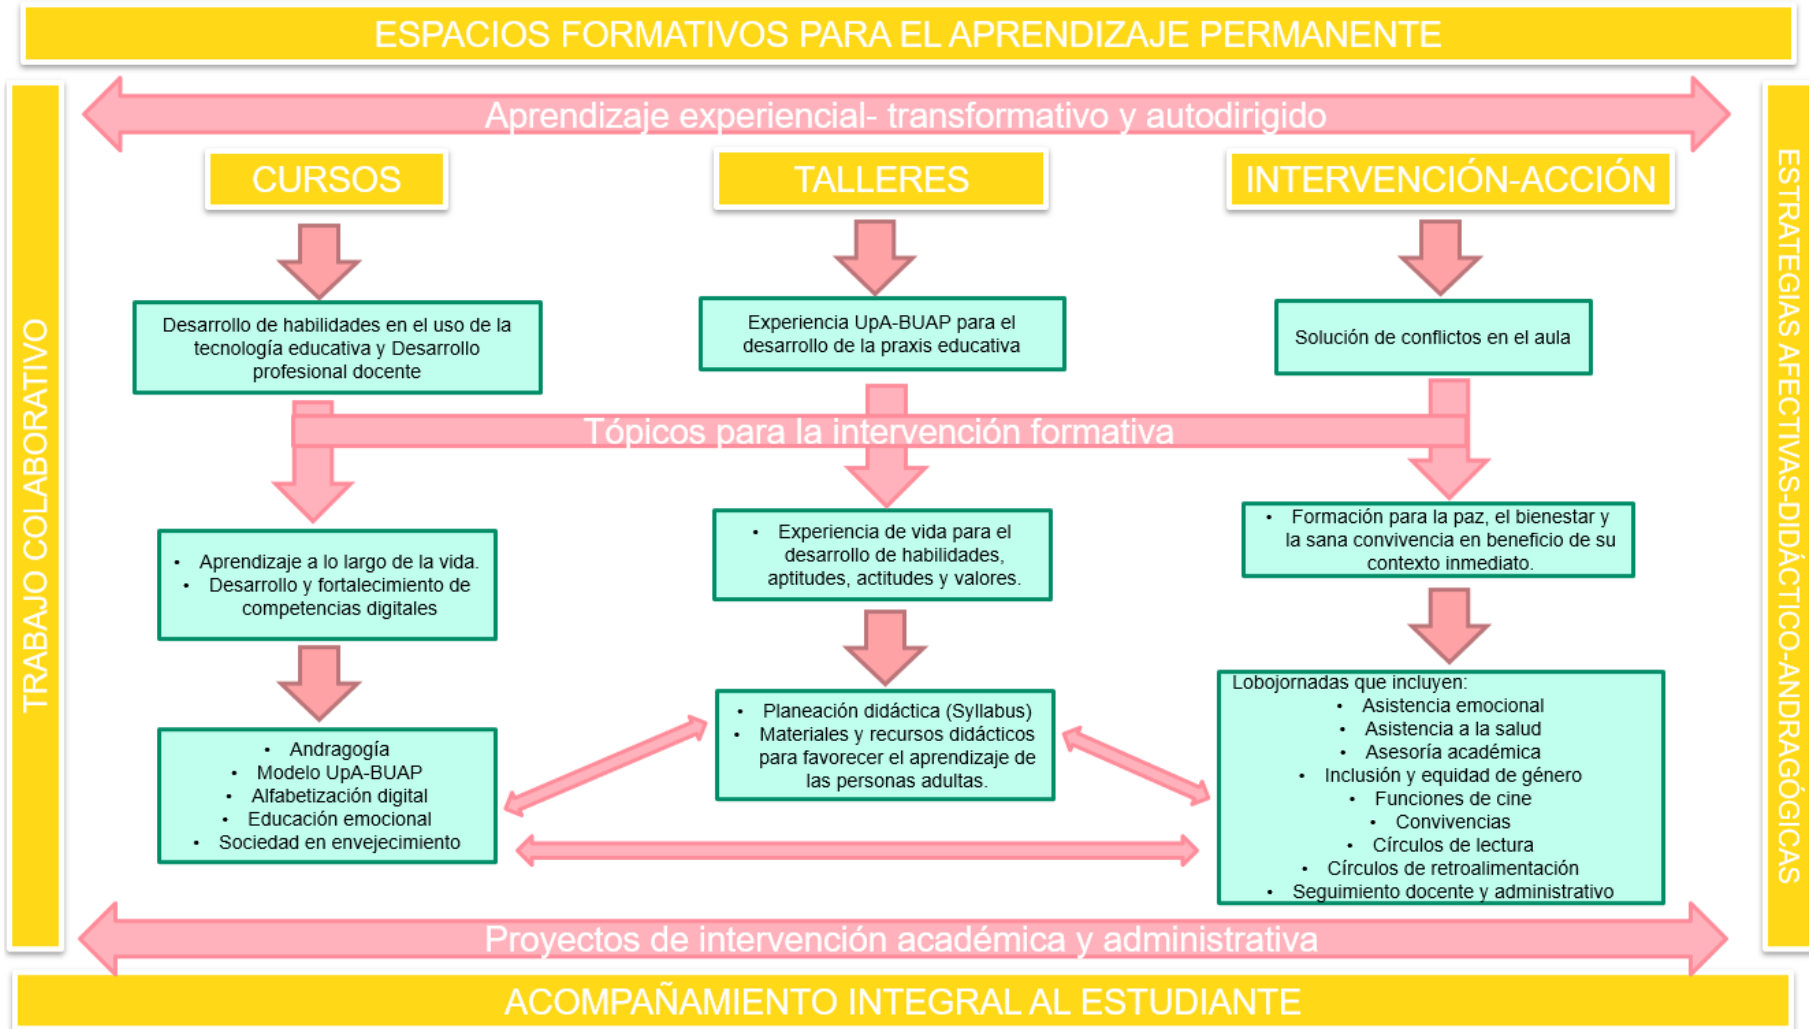 ESPACIOS FORMATIVOS PARA EL APRENDIZAJE PERMANENTE
Aprendizaje experiencial- transformativo y autodirigido
TRABAJO COLABORATIVO
ESTRATEGIAS AFECTIVAS-DIDÁCTICO-ANDRAGÓGICAS
CURSOS
TALLERES
INTERVENCIÓN-ACCIÓN
Desarrollo de habilidades en el uso de la
tecnología educativa y Desarrollo
profesional docente
Experiencia UpA-BUAP para el
desarrollo de la praxis educativa
Solución de conflictos en el aula
Tópicos para la intervención formativa
• Aprendizaje a lo largo de la vida.
• Desarrollo y fortalecimiento de
competencias digitales
• Experiencia de vida para el
desarrollo de habilidades,
aptitudes, actitudes y valores.
• Formación para la paz, el bienestar y
la sana convivencia en beneficio de su
contexto inmediato.
• Andragogía
• Modelo UpA-BUAP
• Alfabetización digital
• Educación emocional
• Sociedad en envejecimiento
• Planeación didáctica (Syllabus)
• Materiales y recursos didácticos
para favorecer el aprendizaje de
las personas adultas.
Lobojornadas que incluyen:
• Asistencia emocional
• Asistencia a la salud
• Asesoría académica
• Inclusión y equidad de género
• Funciones de cine
• Convivencias
• Círculos de lectura
• Círculos de retroalimentación
• Seguimiento docente y administrativo
Proyectos de intervención académica y administrativa
ACOMPAÑAMIENTO INTEGRAL AL ESTUDIANTE